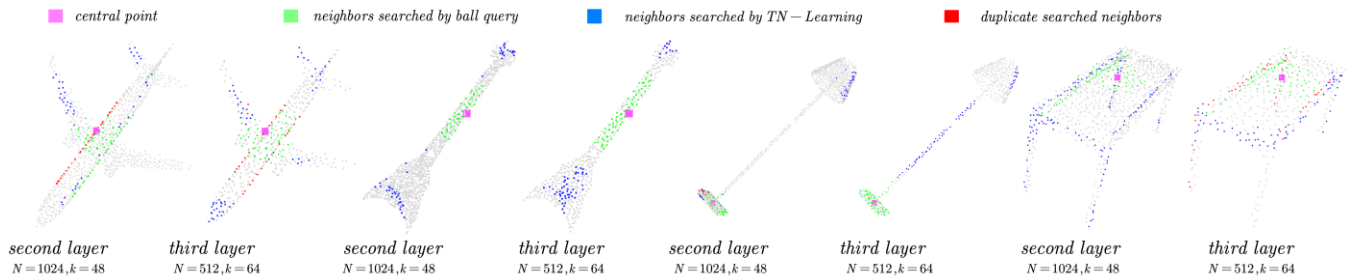 central point
neighbors searched by ball query
neighbors searched by TN − Learning
duplicate searched neighbors
second layer
N = 1024, k = 48
third layer
N = 512, k = 64
second layer
N = 1024, k = 48
third layer
N = 512, k = 64
second layer
N = 1024, k = 48
third layer
N = 512, k = 64
second layer
N = 1024, k = 48
third layer
N = 512, k = 64